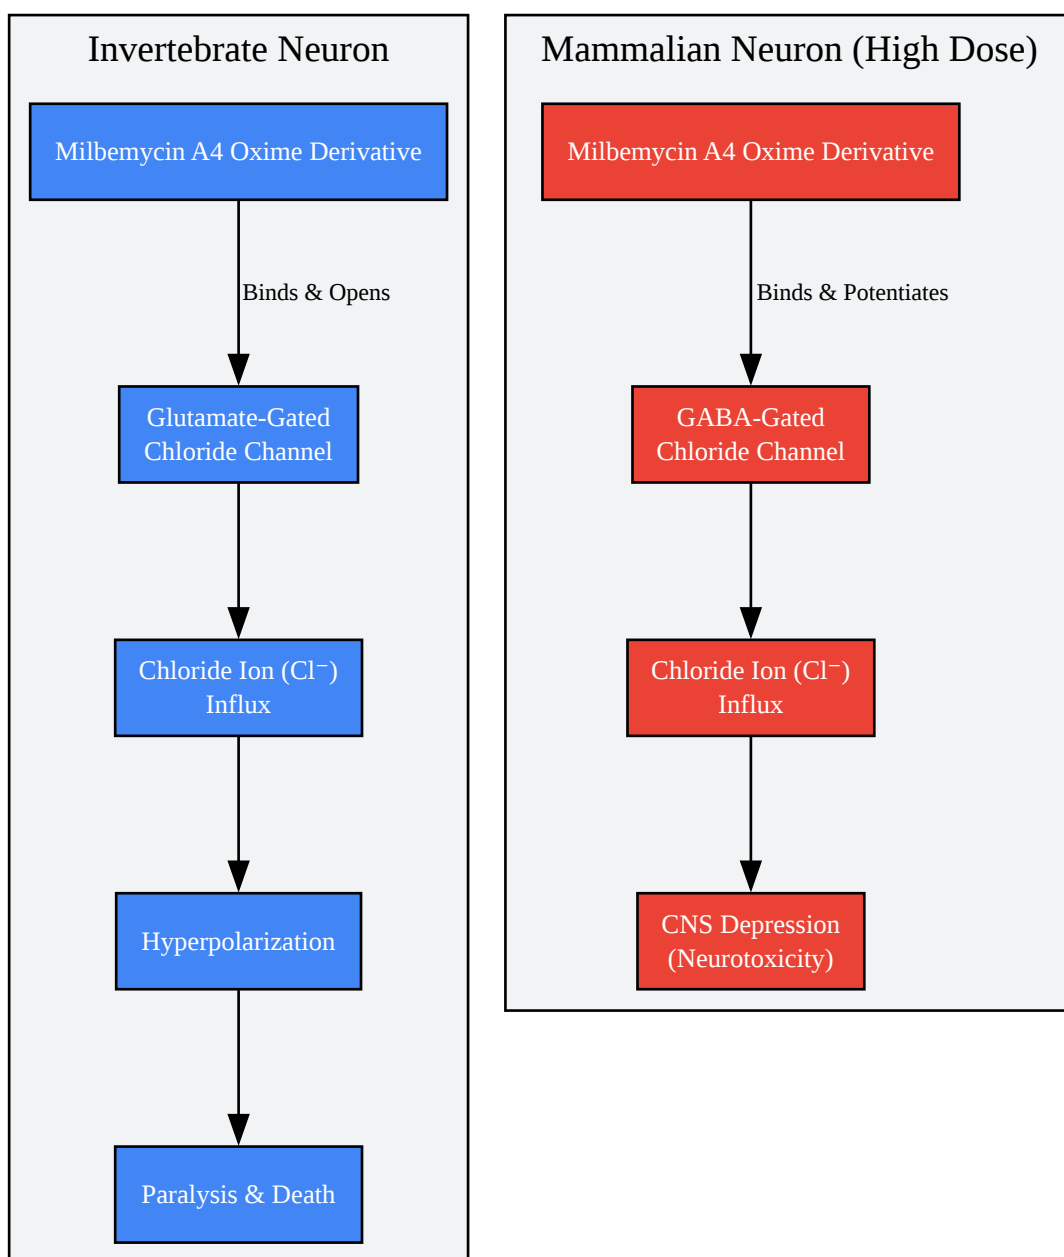 Invertebrate Neuron
Milbemycin A4 Oxime Derivative
Binds & Opens
Glutamate-Gated
Chloride Channel
Chloride Ion (Cl⁻)
Influx
Hyperpolarization
Paralysis & Death
Mammalian Neuron (High Dose)
Milbemycin A4 Oxime Derivative
Binds & Potentiates
GABA-Gated
Chloride Channel
Chloride Ion (Cl⁻)
Influx
CNS Depression
(Neurotoxicity)